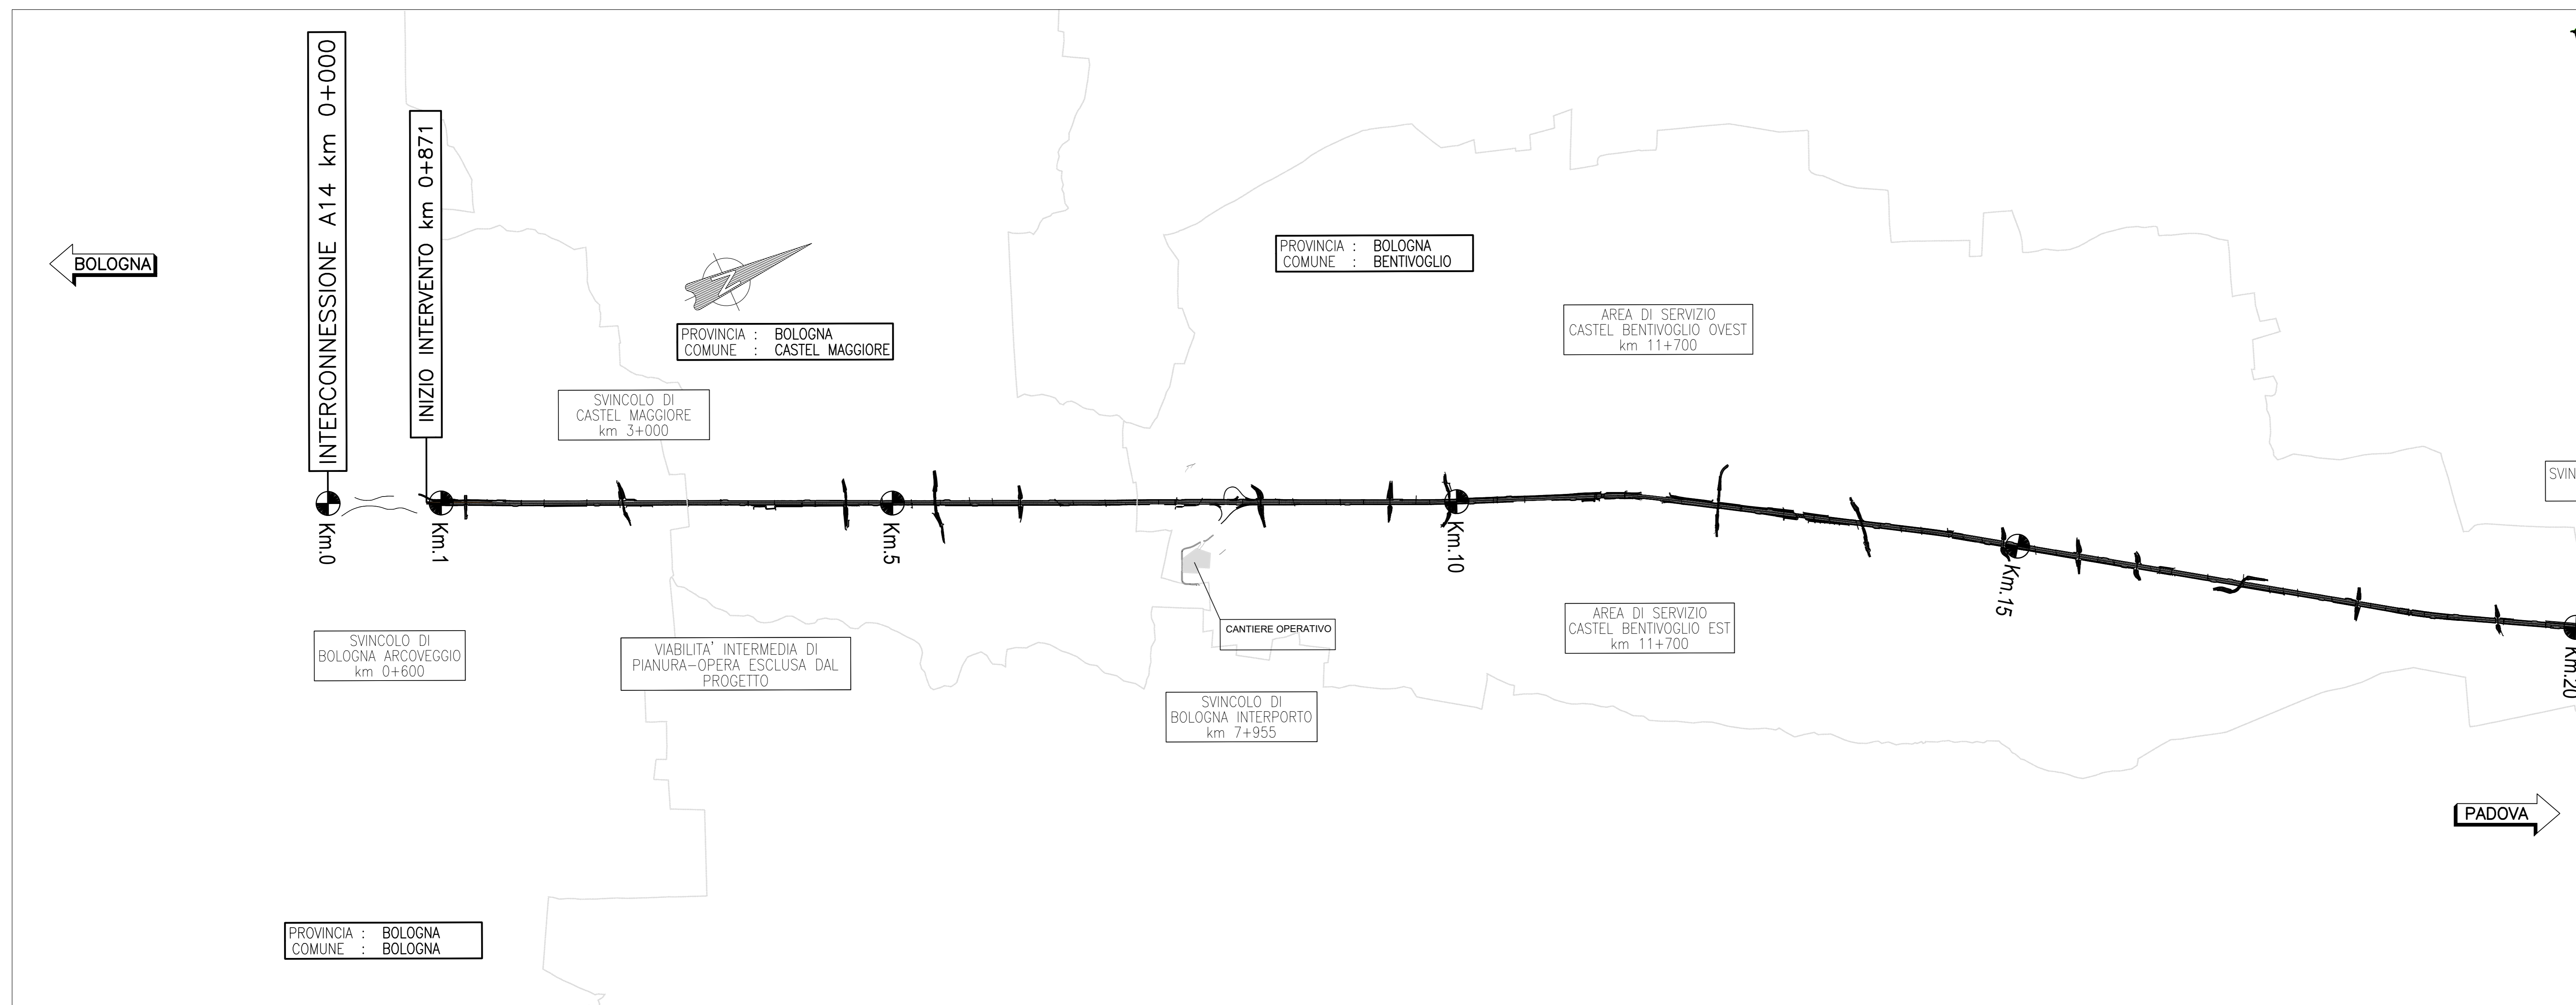 INTERCONNESSIONE A14 km 0+000
INIZIO INTERVENTO km 0+871
BOLOGNA
PROVINCIA : BOLOGNA
COMUNE : CASTEL MAGGIORE
PROVINCIA : BOLOGNA
COMUNE : BENTIVOGLIO
AREA DI SERVIZIO
CASTEL BENTIVOGLIO OVEST
km 11+700
SVINCOLO DI
CASTEL MAGGIORE
km 3+000
Km.0
Km.1
Km.5
Km.10
Km.15
Km.20
SVINCOLO DI
BOLOGNA ARCOVEGGIO
km 0+600
VIABILITA' INTERMEDIA DI
PIANURA-OPERA ESCLUSA DAL
PROGETTO
CANTIERE OPERATIVO
AREA DI SERVIZIO
CASTEL BENTIVOGLIO EST
km 11+700
SVINCOLO DI
BOLOGNA INTERPORTO
km 7+955
PADOVA
PROVINCIA : BOLOGNA
COMUNE : BOLOGNA